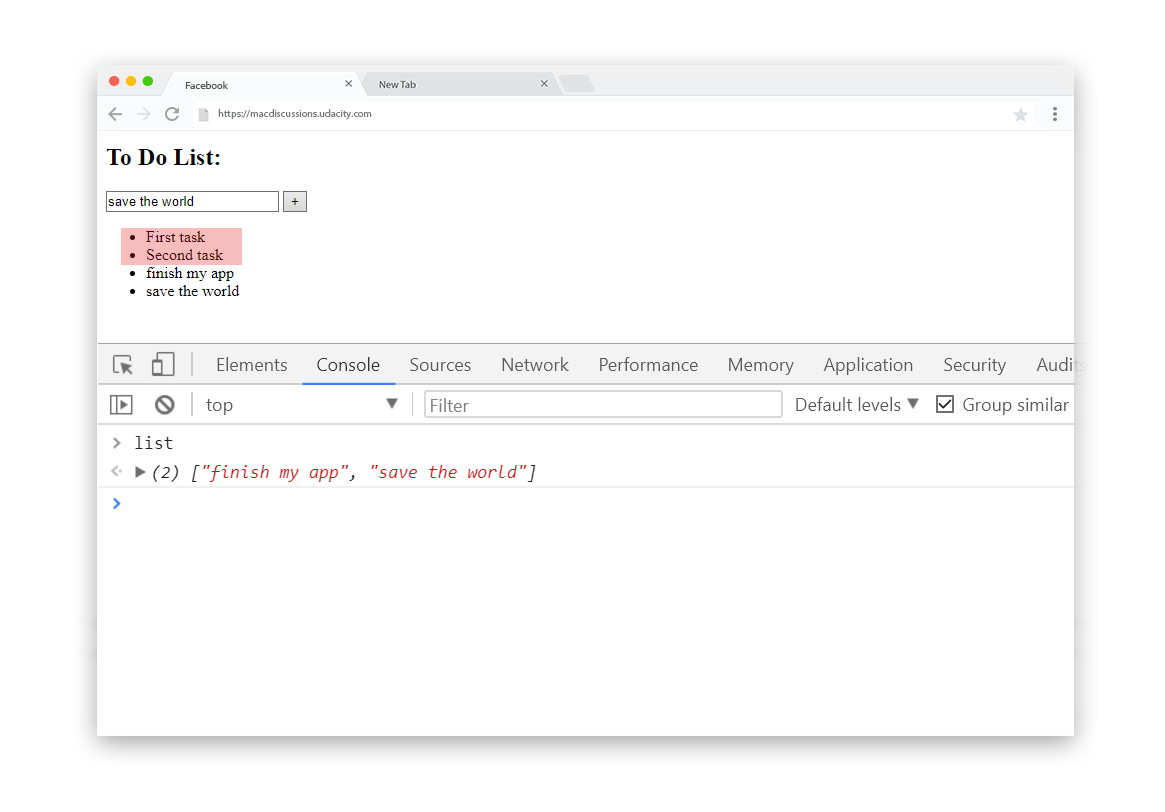 Facebook New Tab
https://macdiscussions.udacity.com
To Do List:
save the world +
First task
Second task
finish my app
save the world
Elements Console Sources Network Performance Memory Application Security Audits
top Filter Default levels Group similar
list
(2) ["finish my app", "save the world"]